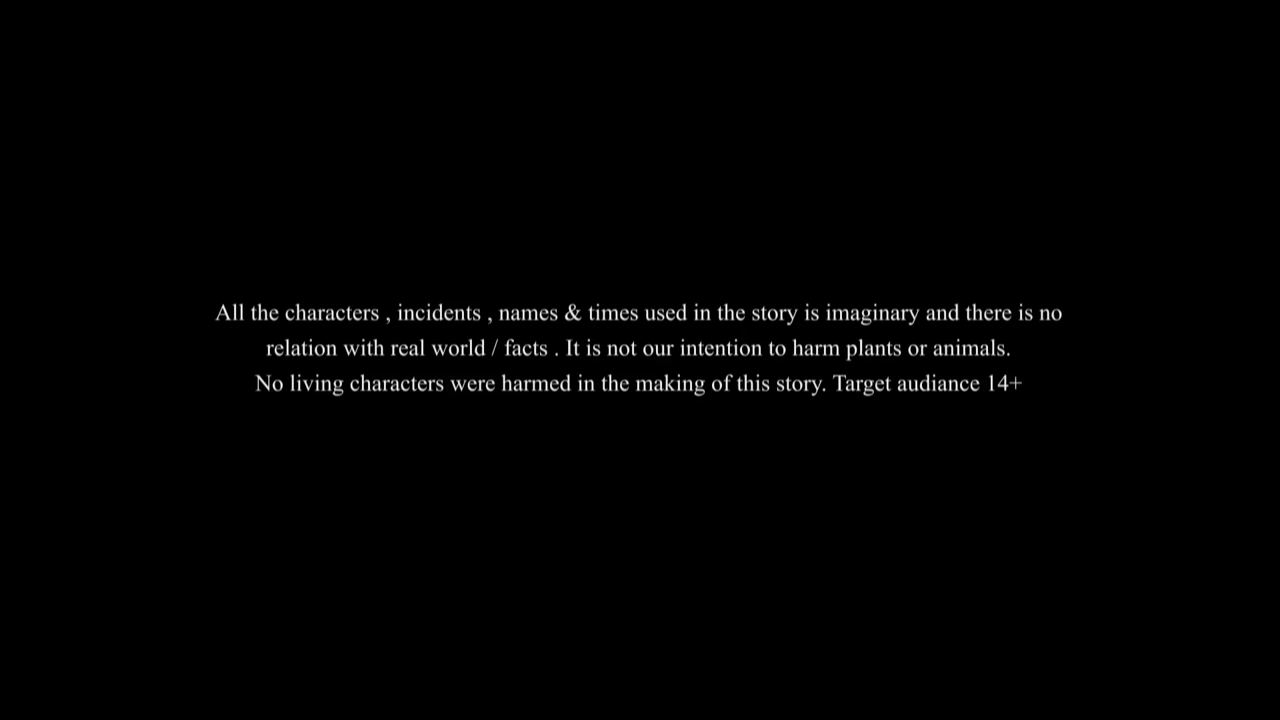 All the characters , incidents , names & times used in the story is imaginary and there is no
relation with real world / facts . It is not our intention to harm plants or animals.
No living characters were harmed in the making of this story. Target audiance 14+